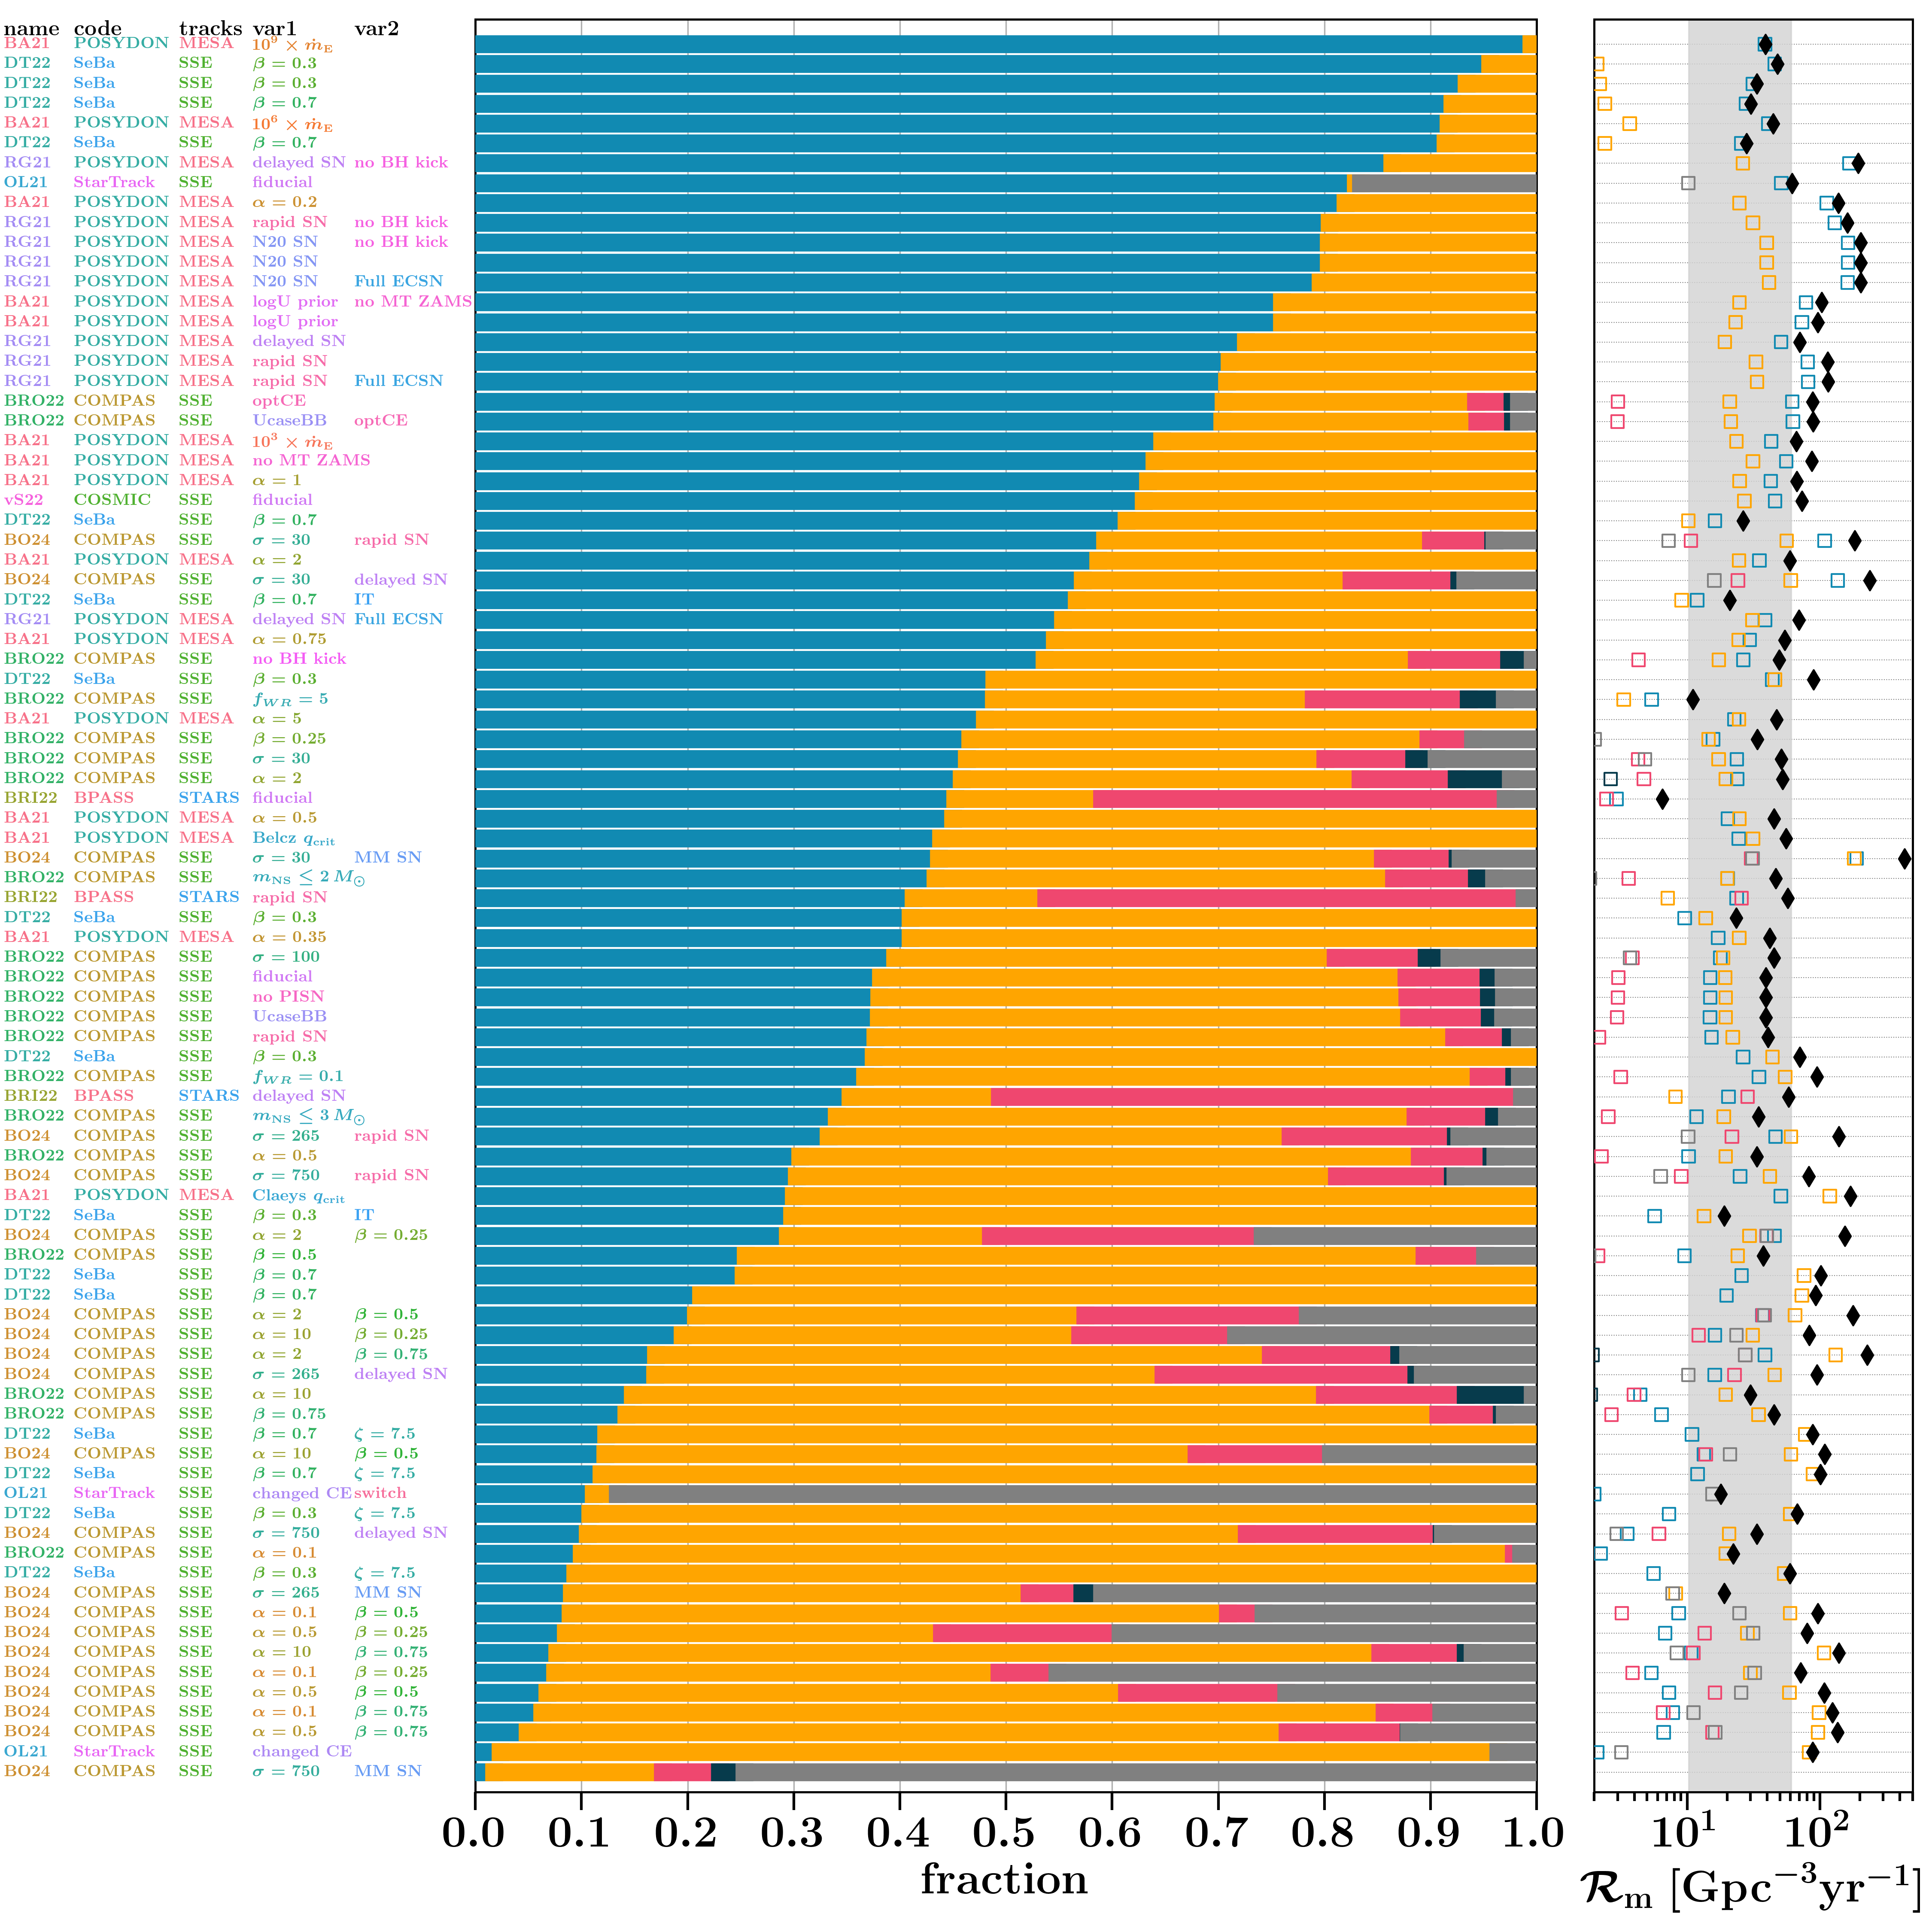 name code tracks var1 var2
BA21 POSYDON MESA 10⁹ × ṁ_E
DT22 SeBa SSE β = 0.3
DT22 SeBa SSE β = 0.3
DT22 SeBa SSE β = 0.7
BA21 POSYDON MESA 10⁶ × ṁ_E
DT22 SeBa SSE β = 0.7
RG21 POSYDON MESA delayed SN no BH kick
OL21 StarTrack SSE fiducial
BA21 POSYDON MESA α = 0.2
RG21 POSYDON MESA rapid SN no BH kick
RG21 POSYDON MESA N20 SN no BH kick
RG21 POSYDON MESA N20 SN
RG21 POSYDON MESA N20 SN Full ECSN
BA21 POSYDON MESA logU prior no MT ZAMS
BA21 POSYDON MESA logU prior
RG21 POSYDON MESA delayed SN
RG21 POSYDON MESA rapid SN
RG21 POSYDON MESA rapid SN Full ECSN
BRO22 COMPAS SSE optCE
BRO22 COMPAS SSE UcaseBB optCE
BA21 POSYDON MESA 10³ × ṁ_E
BA21 POSYDON MESA no MT ZAMS
BA21 POSYDON MESA α = 1
vS22 COSMIC SSE fiducial
DT22 SeBa SSE β = 0.7
BO24 COMPAS SSE σ = 30 rapid SN
BA21 POSYDON MESA α = 2
BO24 COMPAS SSE σ = 30 delayed SN
DT22 SeBa SSE β = 0.7 IT
RG21 POSYDON MESA delayed SN Full ECSN
BA21 POSYDON MESA α = 0.75
BRO22 COMPAS SSE no BH kick
DT22 SeBa SSE β = 0.3
BRO22 COMPAS SSE f_WR = 5
BA21 POSYDON MESA α = 5
BRO22 COMPAS SSE β = 0.25
BRO22 COMPAS SSE σ = 30
BRO22 COMPAS SSE α = 2
BRI22 BPASS STARS fiducial
BA21 POSYDON MESA α = 0.5
BA21 POSYDON MESA Belcz q_crit
BO24 COMPAS SSE σ = 30 MM SN
BRO22 COMPAS SSE m_NS ≤ 2 M_⊙
BRI22 BPASS STARS rapid SN
DT22 SeBa SSE β = 0.3
BA21 POSYDON MESA α = 0.35
BRO22 COMPAS SSE σ = 100
BRO22 COMPAS SSE fiducial
BRO22 COMPAS SSE no PISN
BRO22 COMPAS SSE UcaseBB
BRO22 COMPAS SSE rapid SN
DT22 SeBa SSE β = 0.3
BRO22 COMPAS SSE f_WR = 0.1
BRI22 BPASS STARS delayed SN
BRO22 COMPAS SSE m_NS ≤ 3 M_⊙
BO24 COMPAS SSE σ = 265 rapid SN
BRO22 COMPAS SSE α = 0.5
BO24 COMPAS SSE σ = 750 rapid SN
BA21 POSYDON MESA Claeys q_crit
DT22 SeBa SSE β = 0.3 IT
BO24 COMPAS SSE α = 2 β = 0.25
BRO22 COMPAS SSE β = 0.5
DT22 SeBa SSE β = 0.7
DT22 SeBa SSE β = 0.7
BO24 COMPAS SSE α = 2 β = 0.5
BO24 COMPAS SSE α = 10 β = 0.25
BO24 COMPAS SSE α = 2 β = 0.75
BO24 COMPAS SSE σ = 265 delayed SN
BRO22 COMPAS SSE α = 10
BRO22 COMPAS SSE β = 0.75
DT22 SeBa SSE β = 0.7 ζ = 7.5
BO24 COMPAS SSE α = 10 β = 0.5
DT22 SeBa SSE β = 0.7 ζ = 7.5
OL21 StarTrack SSE changed CE switch
DT22 SeBa SSE β = 0.3 ζ = 7.5
BO24 COMPAS SSE σ = 750 delayed SN
BRO22 COMPAS SSE α = 0.1
DT22 SeBa SSE β = 0.3 ζ = 7.5
BO24 COMPAS SSE σ = 265 MM SN
BO24 COMPAS SSE α = 0.1 β = 0.5
BO24 COMPAS SSE α = 0.5 β = 0.25
BO24 COMPAS SSE α = 10 β = 0.75
BO24 COMPAS SSE α = 0.1 β = 0.25
BO24 COMPAS SSE α = 0.5 β = 0.5
BO24 COMPAS SSE α = 0.1 β = 0.75
BO24 COMPAS SSE α = 0.5 β = 0.75
OL21 StarTrack SSE changed CE
BO24 COMPAS SSE σ = 750 MM SN
0.0 0.1 0.2 0.3 0.4 0.5 0.6 0.7 0.8 0.9 1.0
fraction
10¹ 10²
ℛ_m [Gpc⁻³yr⁻¹]